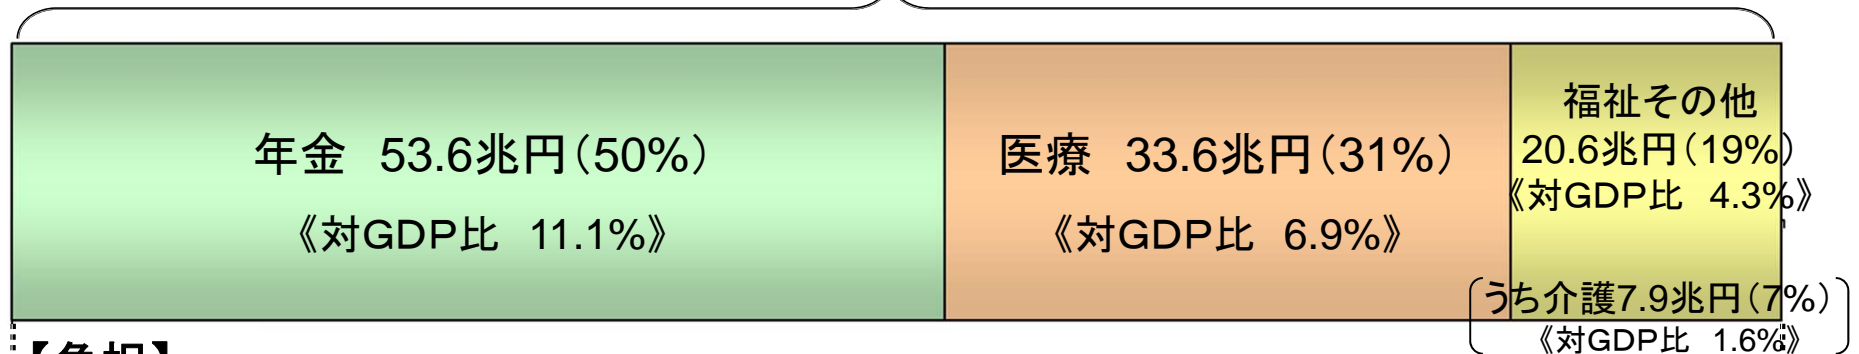 年金　53.6兆円（50%）
《対GDP比　11.1%》
医療　33.6兆円（31%）
《対GDP比　6.9%》
福祉その他
20.6兆円（19%）
《対GDP比　4.3%》
うち介護7.9兆円（7%）
《対GDP比　1.6%》
【負担】